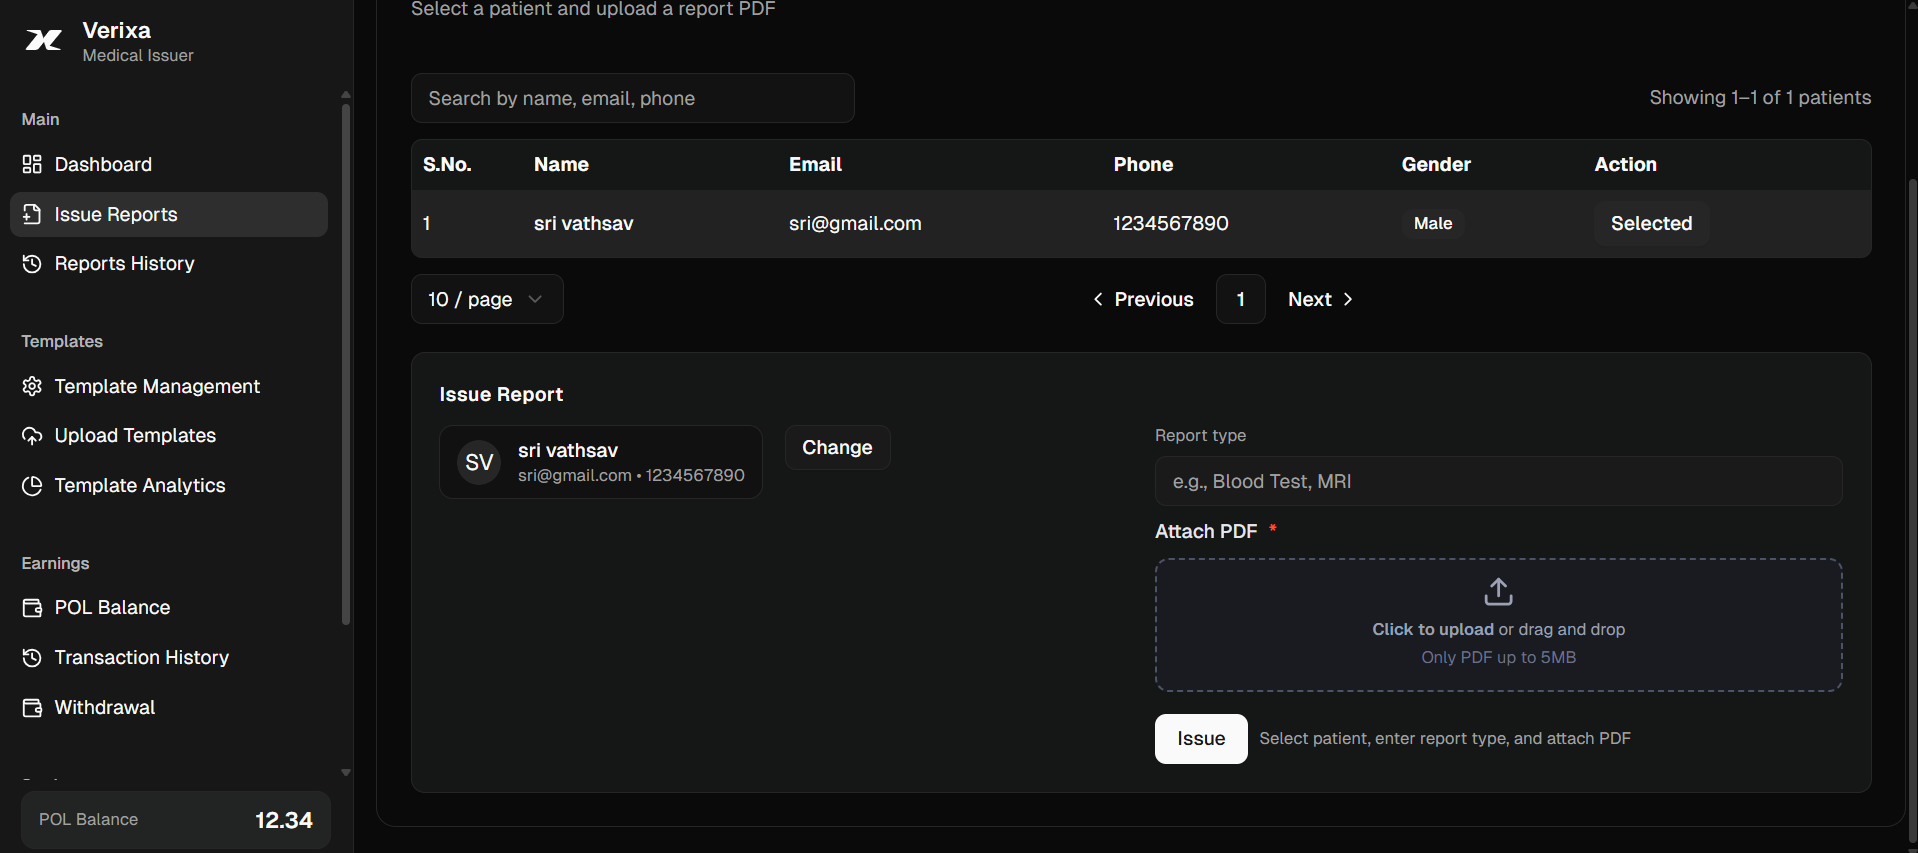 Verixa
Medical Issuer
Main
Dashboard
Issue Reports
Reports History
Templates
Template Management
Upload Templates
Template Analytics
Earnings
POL Balance
Transaction History
Withdrawal
POL Balance 12.34
Select a patient and upload a report PDF
Search by name, email, phone
Showing 1–1 of 1 patients
S.No. Name Email Phone Gender Action
1 sri vathsav sri@gmail.com 1234567890 Male Selected
10 / page
Previous 1 Next
Issue Report
SV
sri vathsav
sri@gmail.com • 1234567890
Change
Report type
e.g., Blood Test, MRI
Attach PDF *
Click to upload or drag and drop
Only PDF up to 5MB
Issue Select patient, enter report type, and attach PDF